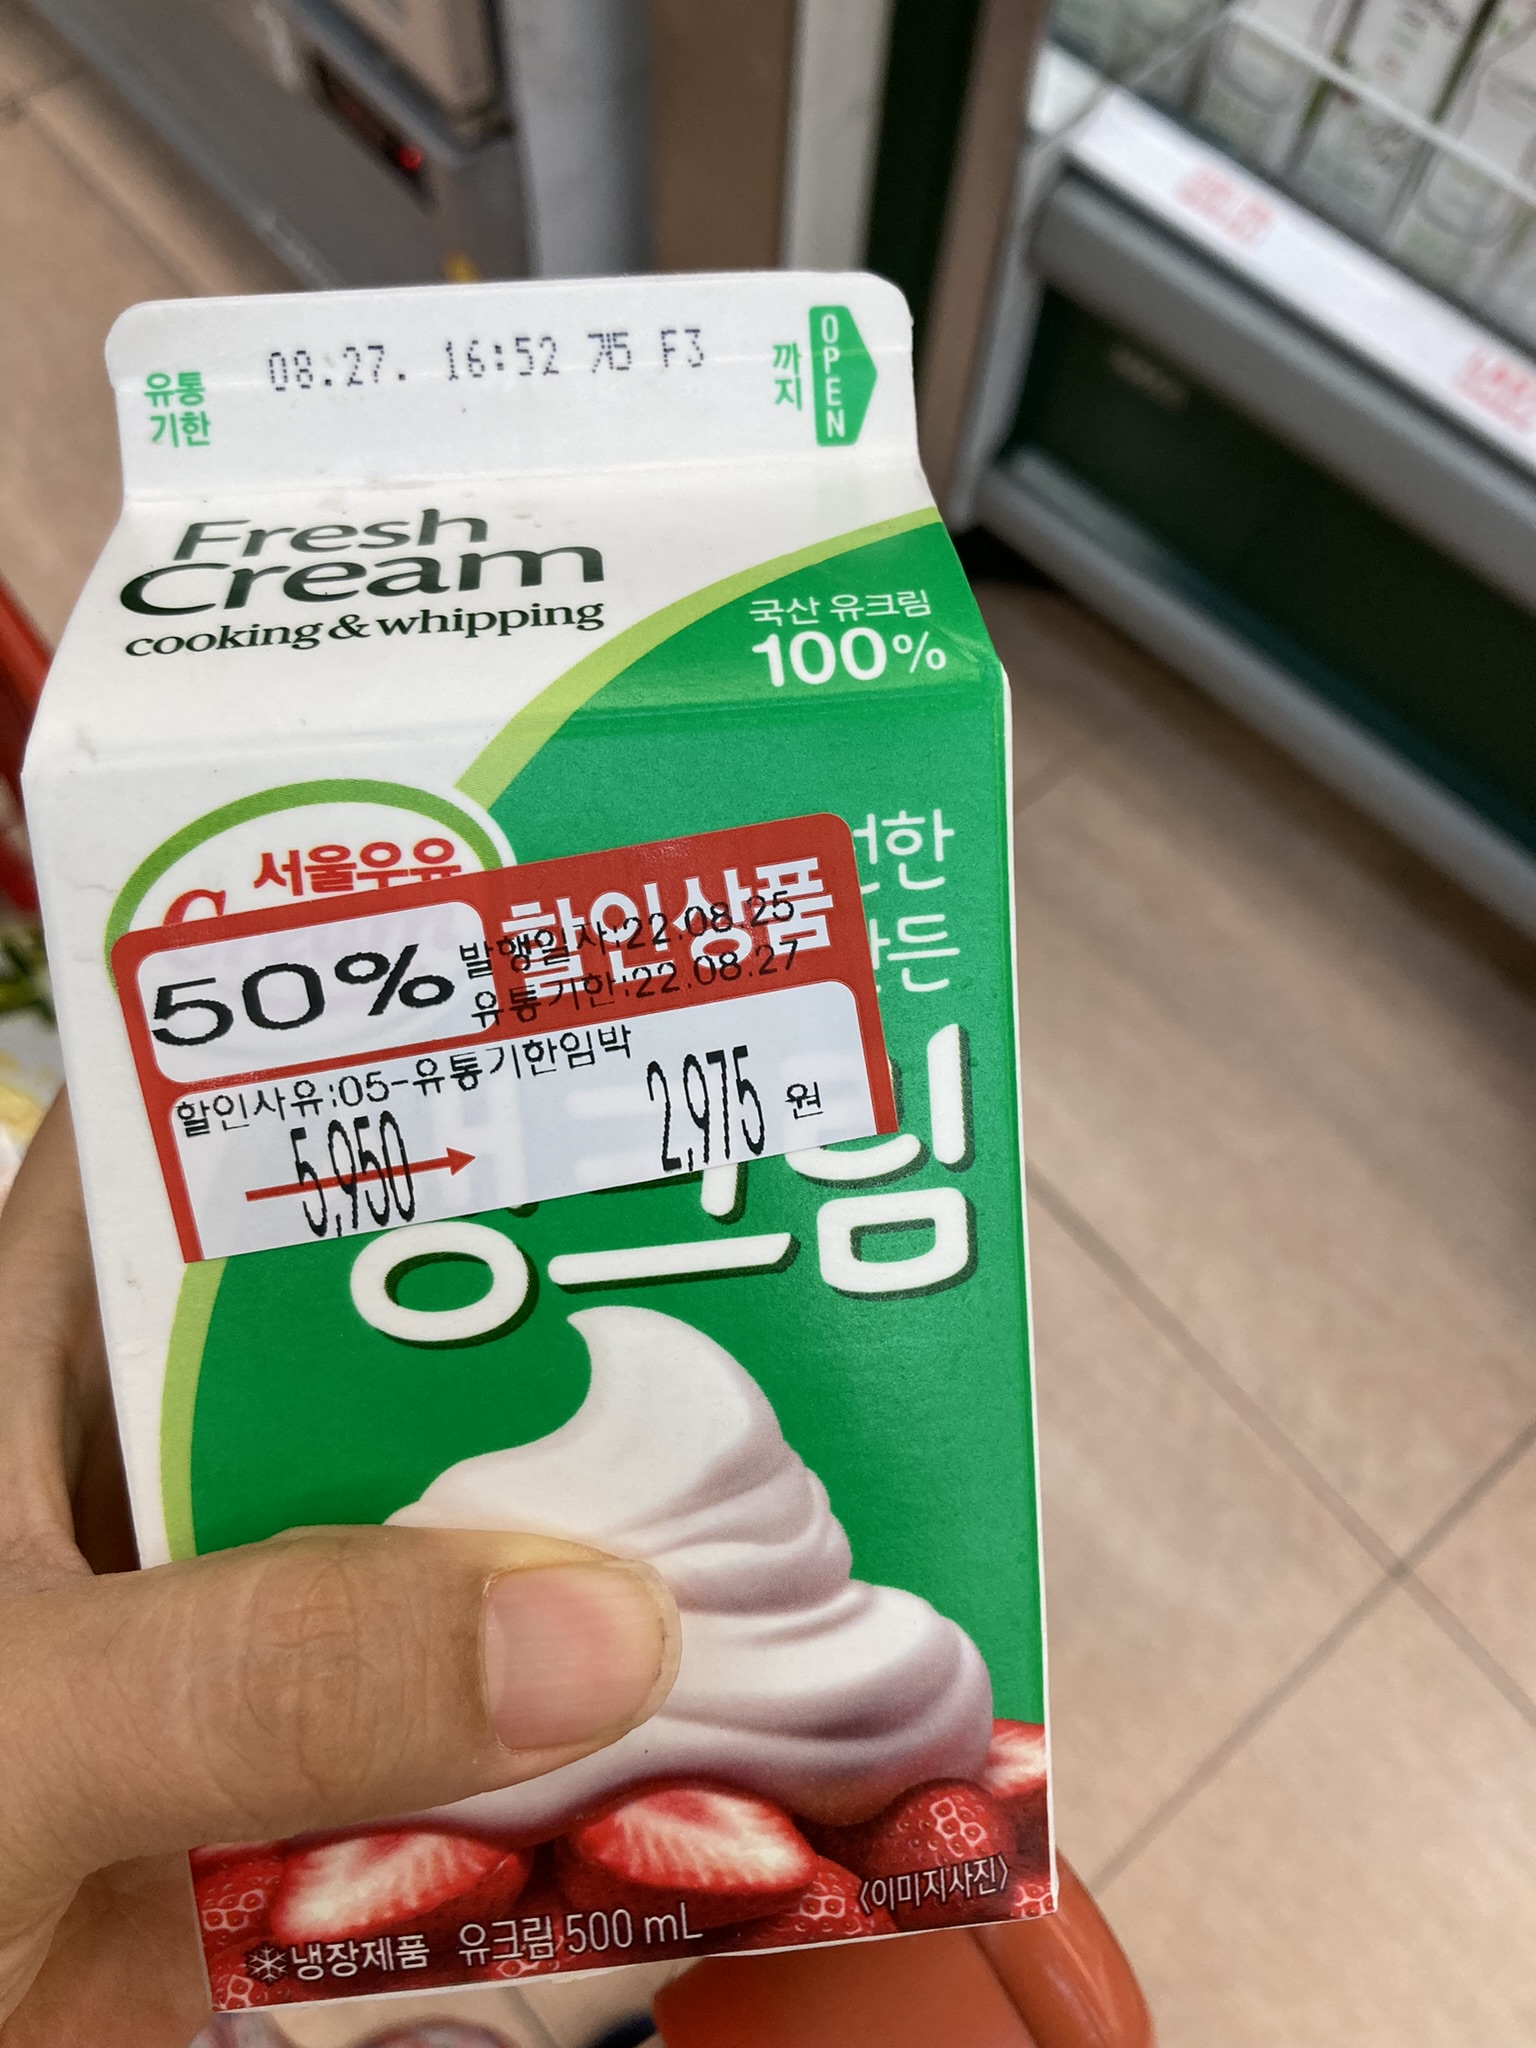 08.27. 16:52 가5 F3
유통
기한
까
지
OPEN
Fresh
Cream
cooking & whipping
국산 유크림
100%
서울우유
할인상품
50%
발행일자:22.08.25
유통기한:22.08.27
할인사유:05-유통기한임박
5,950
2,975 원
〈이미지사진〉
냉장제품 유크림 500 mL